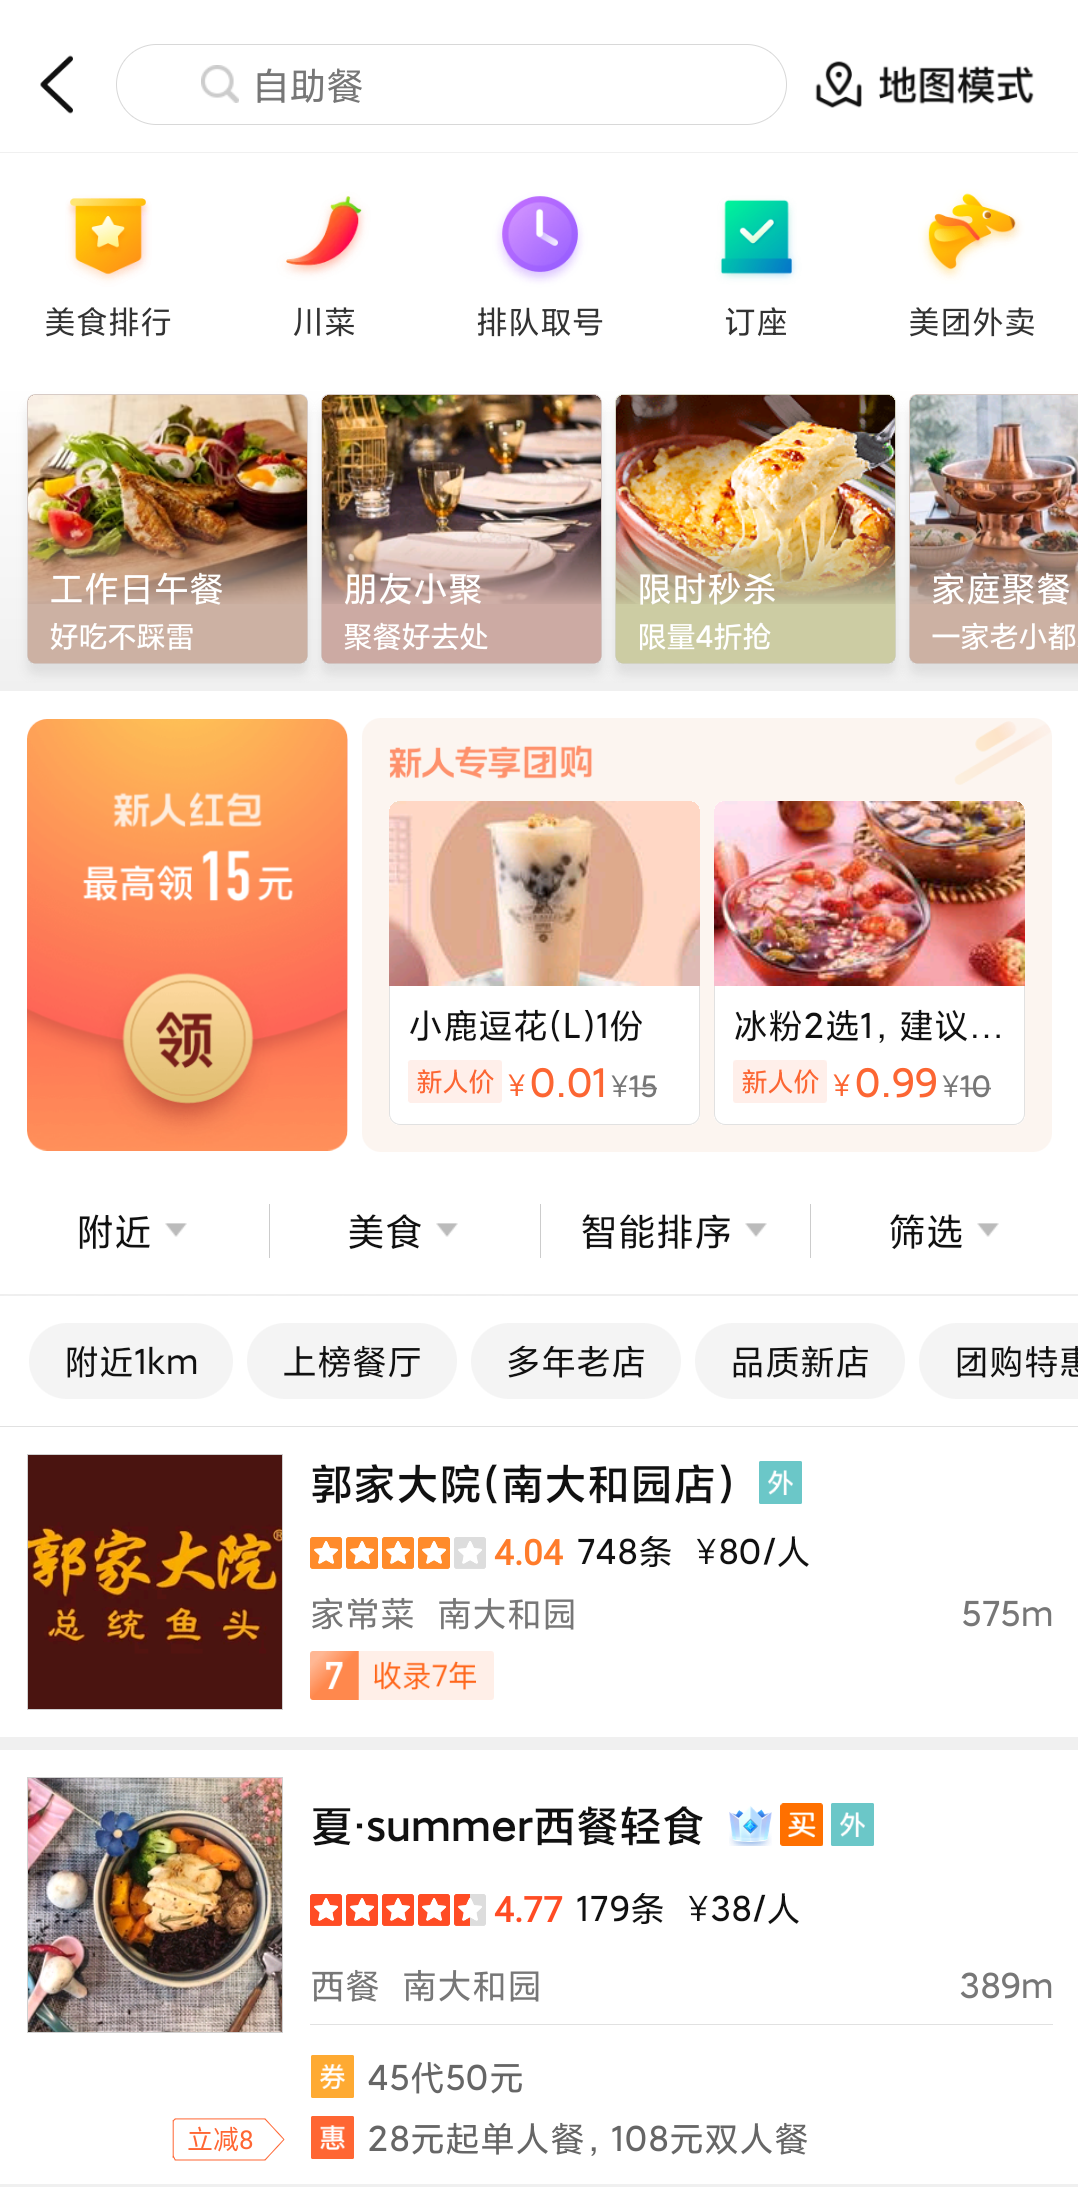 自助餐
地图模式
美食排行
川菜
排队取号
订座
美团外卖
工作日午餐
好吃不踩雷
朋友小聚
聚餐好去处
限时秒杀
限量4折抢
家庭聚餐
一家老小都
新人红包
最高领15元
领
新人专享团购
小鹿逗花(L)1份
新人价 ¥0.01 ¥15
冰粉2选1, 建议...
新人价 ¥0.99 ¥10
附近
美食
智能排序
筛选
附近1km
上榜餐厅
多年老店
品质新店
团购特惠
郭家大院®
总统鱼头
郭家大院(南大和园店) 外
4.04 748条 ¥80/人
家常菜 南大和园 575m
7 收录7年
夏·summer西餐轻食 买 外
4.77 179条 ¥38/人
西餐 南大和园 389m
券 45代50元
立减8 惠 28元起单人餐, 108元双人餐